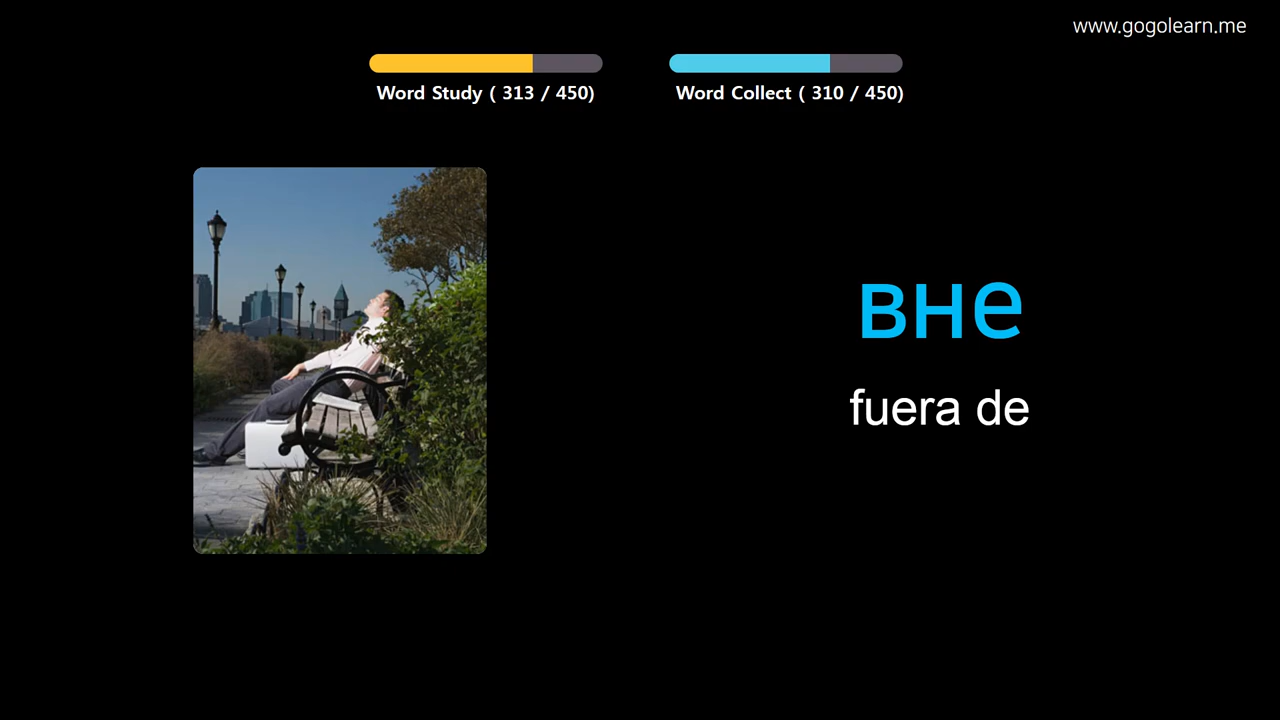 www.gogolearn.me
Word Study ( 313 / 450)
Word Collect ( 310 / 450)
вне
fuera de